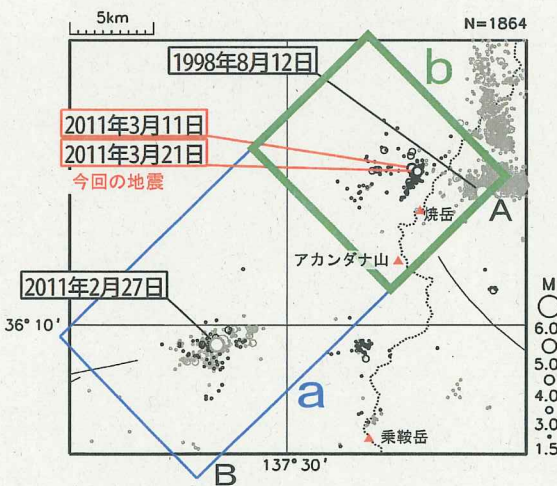 5km
N=1864
1998年8月12日
b
2011年3月11日
2011年3月21日
今回の地震
A
焼岳
アカンダナ山
2011年2月27日
M
36°10'
6.0
5.0
4.0
3.0
1.5
a
乗鞍岳
B
137°30'